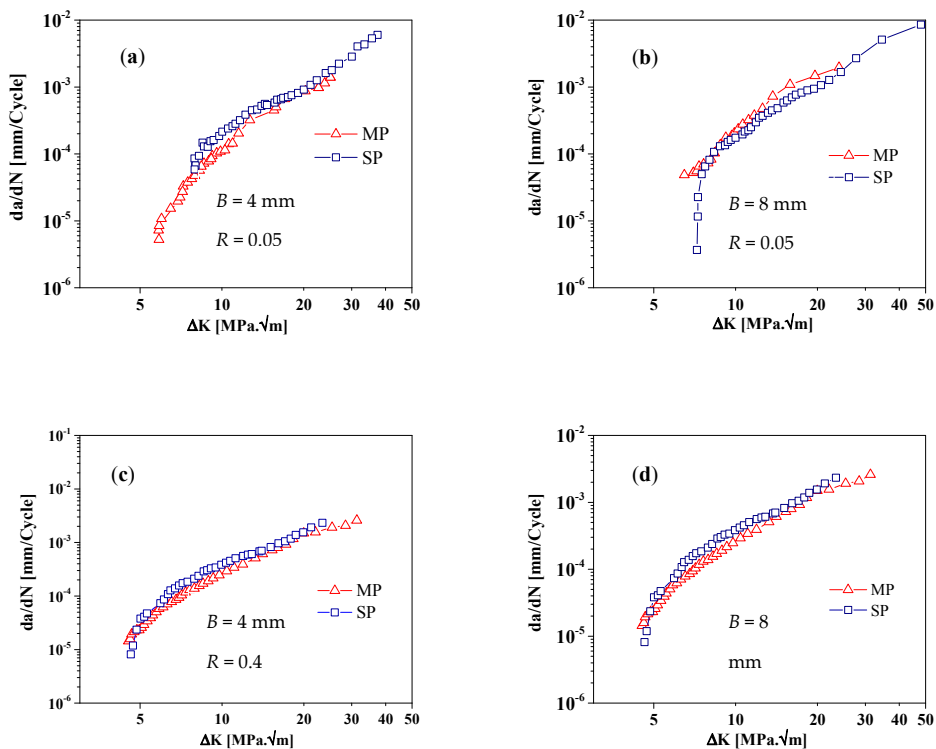 (a)
da/dN [mm/Cycle]
10-2
10-3
10-4
10-5
10-6
MP
SP
B = 4 mm
R = 0.05
5 10 20 30 40 50
ΔK [MPa.√m]
(b)
da/dN [mm/Cycle]
10-2
10-3
10-4
10-5
10-6
MP
SP
B = 8 mm
R = 0.05
5 10 20 30 40 50
ΔK [MPa.√m]
(c)
da/dN [mm/Cycle]
10-1
10-2
10-3
10-4
10-5
10-6
MP
SP
B = 4 mm
R = 0.4
5 10 20 30 40 50
ΔK [MPa.√m]
(d)
da/dN [mm/Cycle]
10-2
10-3
10-4
10-5
10-6
MP
SP
B = 8
mm
5 10 20 30 40 50
ΔK [MPa.√m]